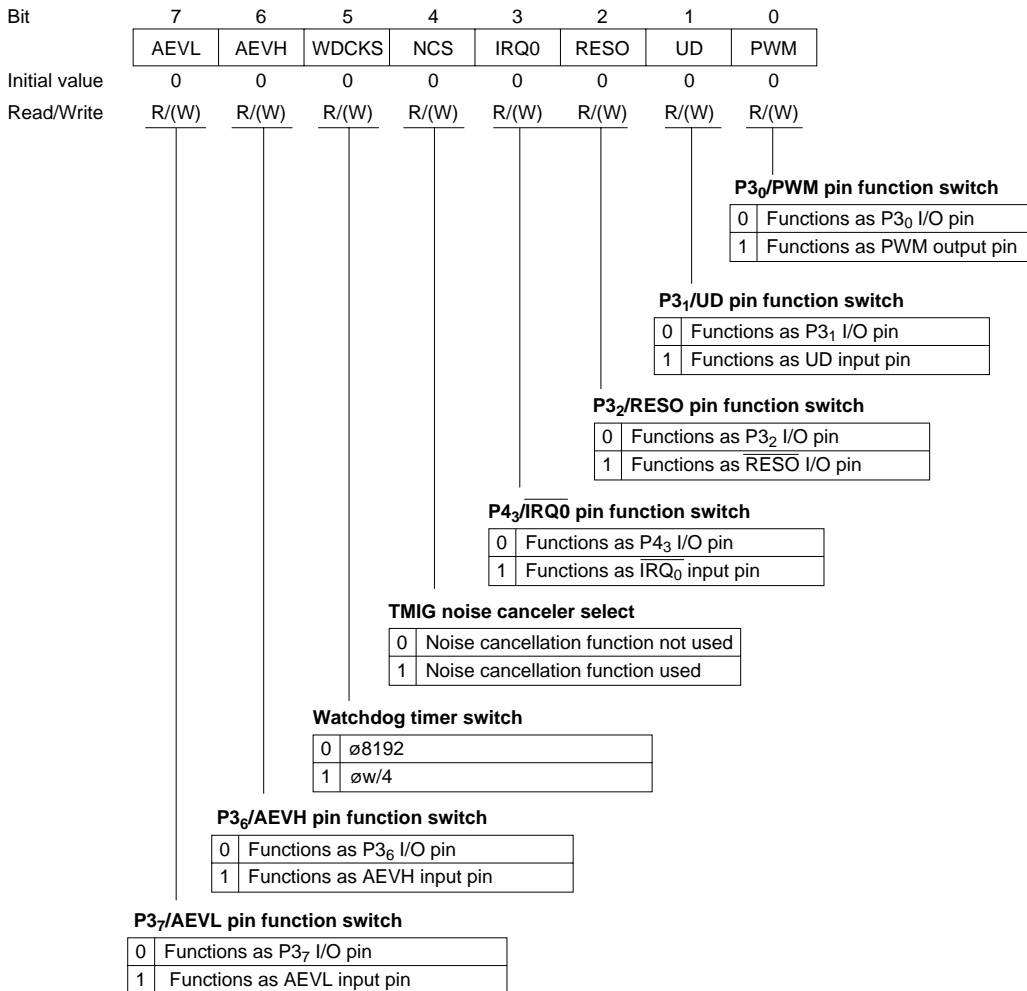 Bit 7 6 5 4 3 2 1 0
AEVL AEVH WDCKS NCS IRQ0 RESO UD PWM
Initial value 0 0 0 0 0 0 0 0
Read/Write R/(W) R/(W) R/(W) R/(W) R/(W) R/(W) R/(W) R/(W)
P3₀/PWM pin function switch
0 Functions as P3₀ I/O pin
1 Functions as PWM output pin
P3₁/UD pin function switch
0 Functions as P3₁ I/O pin
1 Functions as UD input pin
P3₂/RESO pin function switch
0 Functions as P3₂ I/O pin
1 Functions as R̅E̅S̅O̅ I/O pin
P4₃/I̅R̅Q̅0̅ pin function switch
0 Functions as P4₃ I/O pin
1 Functions as I̅R̅Q̅₀̅ input pin
TMIG noise canceler select
0 Noise cancellation function not used
1 Noise cancellation function used
Watchdog timer switch
0 ø8192
1 øw/4
P3₆/AEVH pin function switch
0 Functions as P3₆ I/O pin
1 Functions as AEVH input pin
P3₇/AEVL pin function switch
0 Functions as P3₇ I/O pin
1 Functions as AEVL input pin